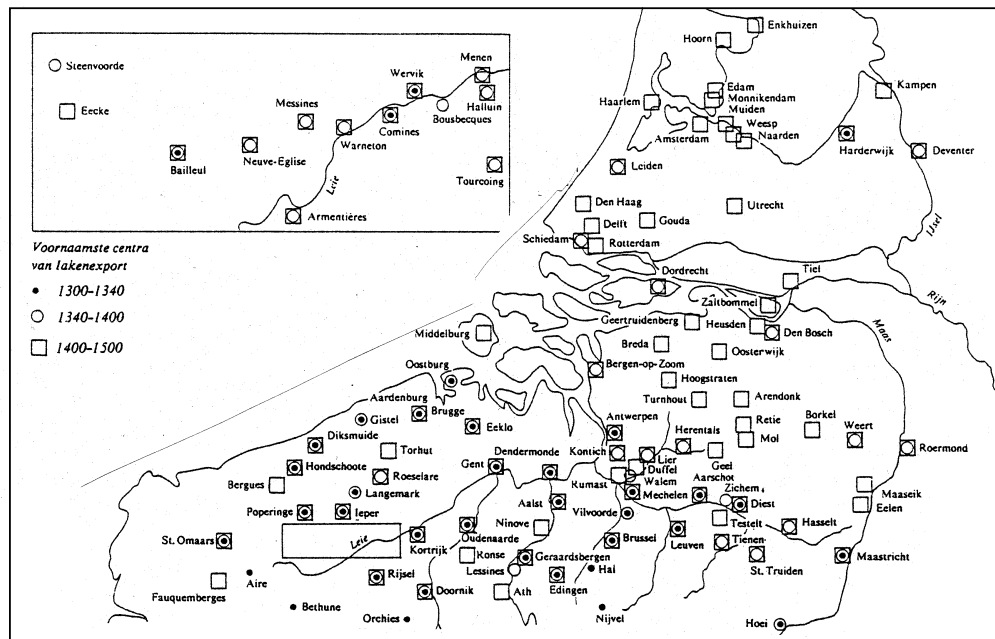 Steenvoorde
Eecke
Messines
Wervik
Menen
Halluin
Comines
Bousbecques
Warneton
Bailleul
Neuve-Eglise
Leie
Tourcoing
Armentières
Voornaamste centra
van lakenexport
1300-1340
1340-1400
1400-1500
Enkhuizen
Hoorn
Edam
Monnikendam
Muiden
Haarlem
Weesp
Amsterdam
Naarden
Kampen
Harderwijk
Deventer
Leiden
Den Haag
Delft
Gouda
Utrecht
Schiedam
Rotterdam
IJsel
Dordrecht
Tiel
Zaltbommel
Rijn
Geertruidenberg
Heusden
Den Bosch
Maas
Middelburg
Breda
Oosterwijk
Bergen-op-Zoom
Oostburg
Hoogstraten
Aardenburg
Turnhout
Arendonk
Gistel
Brugge
Eeklo
Antwerpen
Herentals
Retie
Mol
Borkel
Weert
Roermond
Diksmuide
Torhut
Dendermonde
Kontich
Lier
Duffel
Geel
Hondschoote
Gent
Rumast
Walem
Aarschot
Zichem
Bergues
Roeselare
Langemark
Mechelen
Diest
Maaseik
Eelen
Poperinge
Ieper
Aalst
Vilvoorde
Testelt
Hasselt
St. Omaars
Leie
Kortrijk
Oudenaarde
Ninove
Brussel
Leuven
Tienen
Ronse
Geraardsbergen
St. Truiden
Maastricht
Lessines
Aire
Rijsel
Doornik
Ath
Edingen
Hal
Fauquemberges
Bethune
Orchies
Nijvel
Hoei